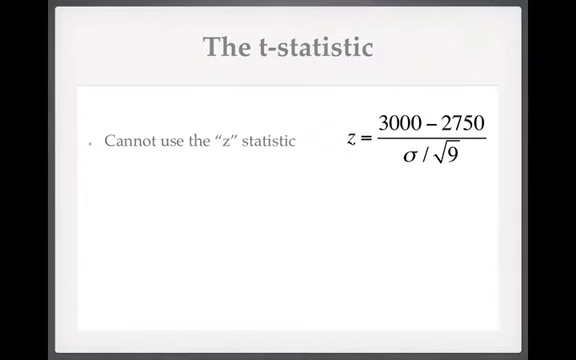 The t-statistic
Cannot use the “z” statistic
z = 3000 − 2750 / σ / √9